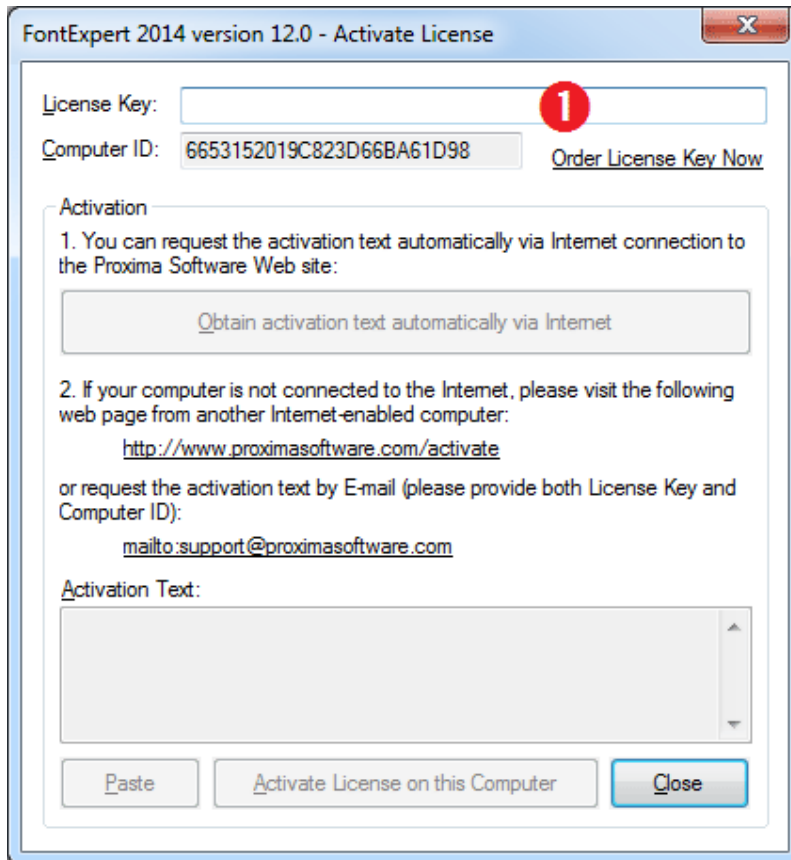 FontExpert 2014 version 12.0 - Activate License
License Key:
1
Computer ID: 6653152019C823D66BA61D98
Order License Key Now
Activation
1. You can request the activation text automatically via Internet connection to
the Proxima Software Web site:
Obtain activation text automatically via Internet
2. If your computer is not connected to the Internet, please visit the following
web page from another Internet-enabled computer:
http://www.proximasoftware.com/activate
or request the activation text by E-mail (please provide both License Key and
Computer ID):
mailto:support@proximasoftware.com
Activation Text:
Paste Activate License on this Computer Close